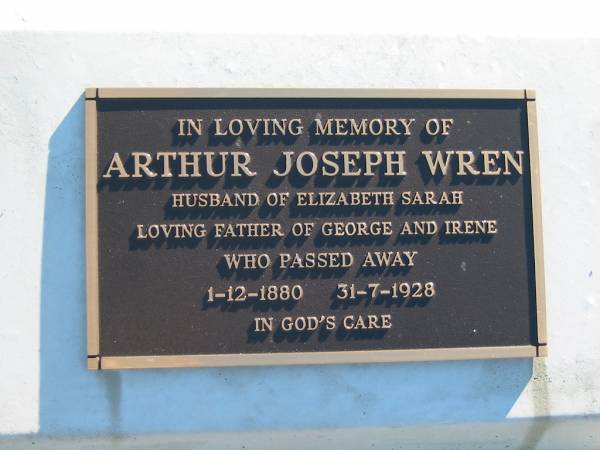 IN LOVING MEMORY OF
ARTHUR JOSEPH WREN
HUSBAND OF ELIZABETH SARAH
LOVING FATHER OF GEORGE AND IRENE
WHO PASSED AWAY
1-12-1880 31-7-1928
IN GOD'S CARE